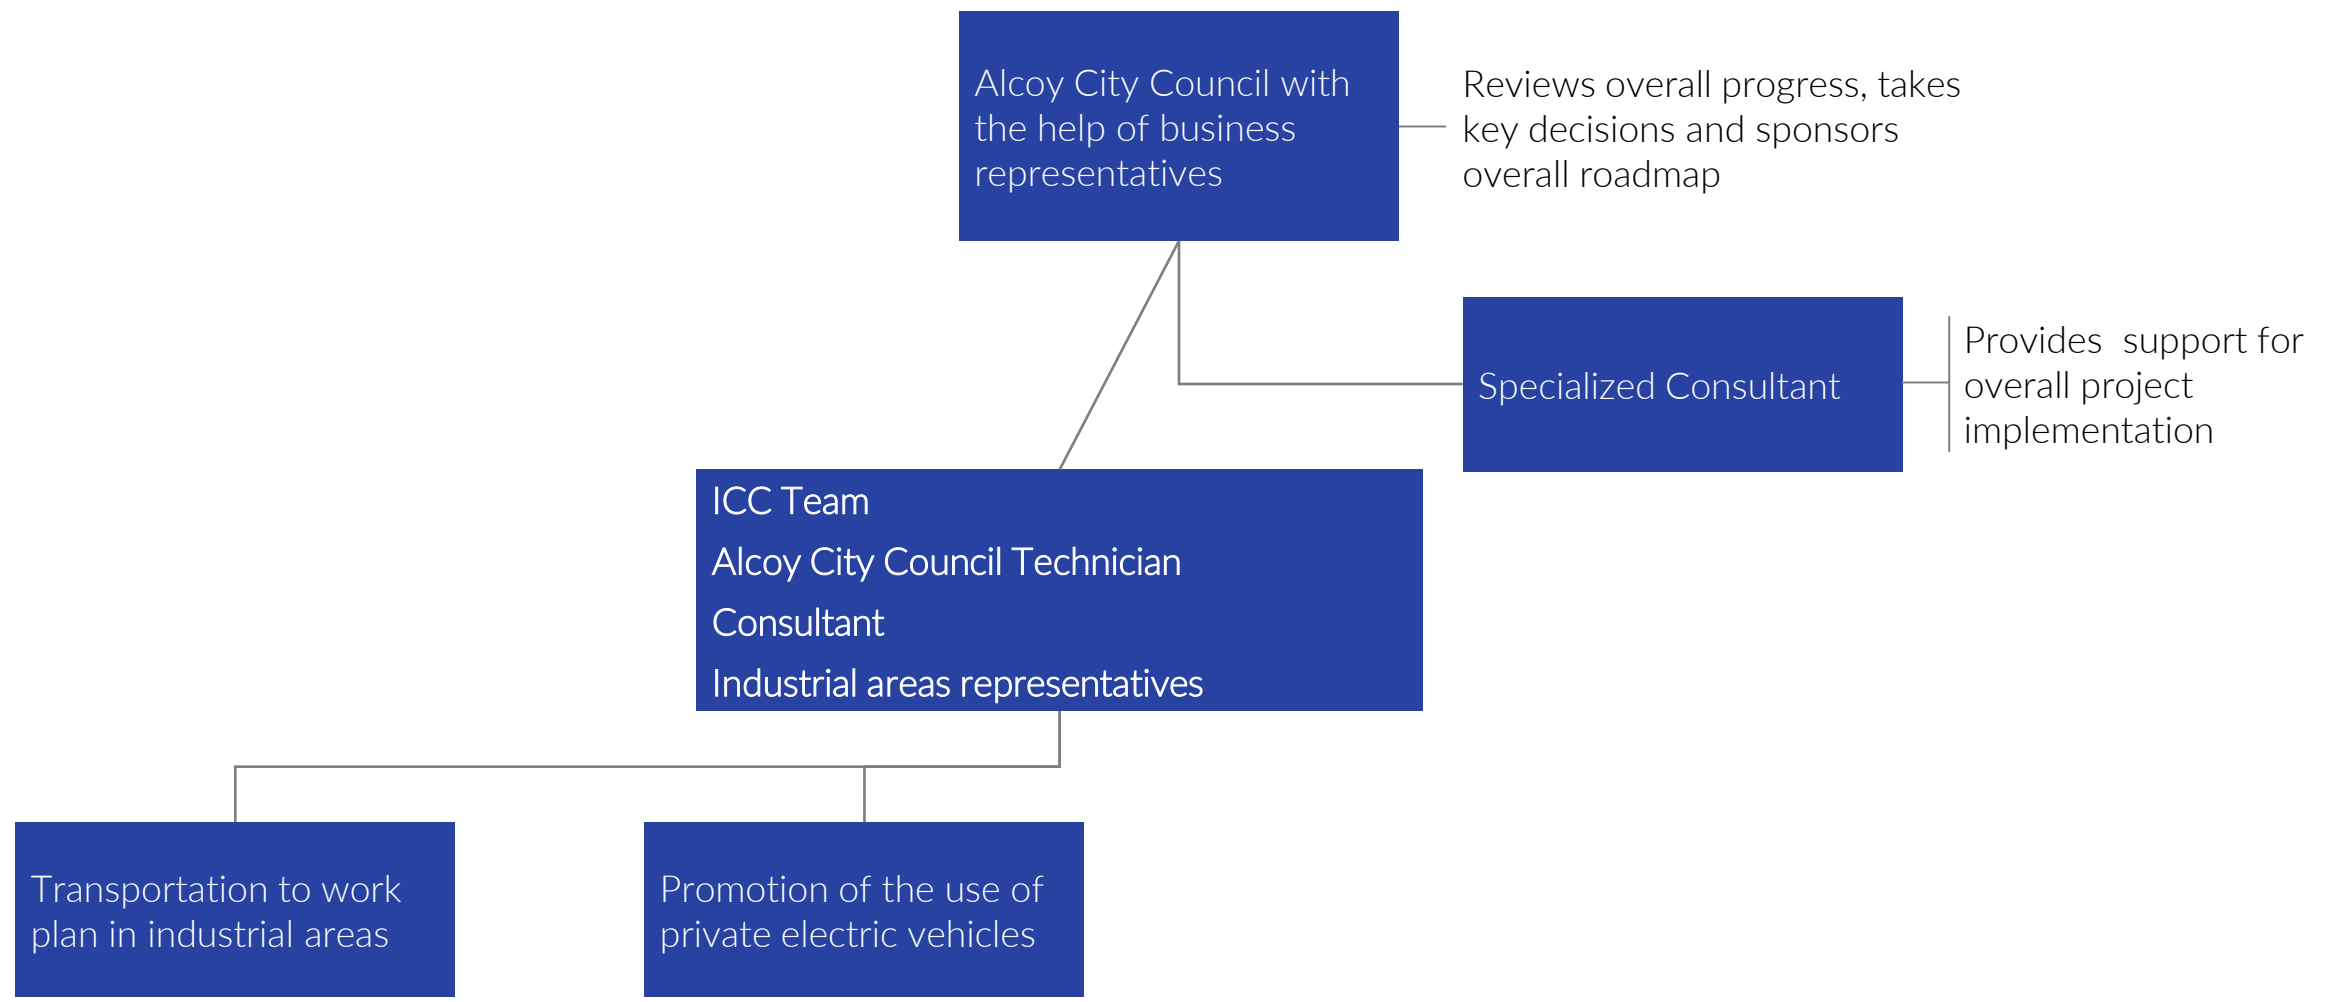 Alcoy City Council with
the help of business
representatives
Reviews overall progress, takes
key decisions and sponsors
overall roadmap
Specialized Consultant
Provides  support for
overall project
implementation
ICC Team
Alcoy City Council Technician
Consultant
Industrial areas representatives
Transportation to work
plan in industrial areas
Promotion of the use of
private electric vehicles